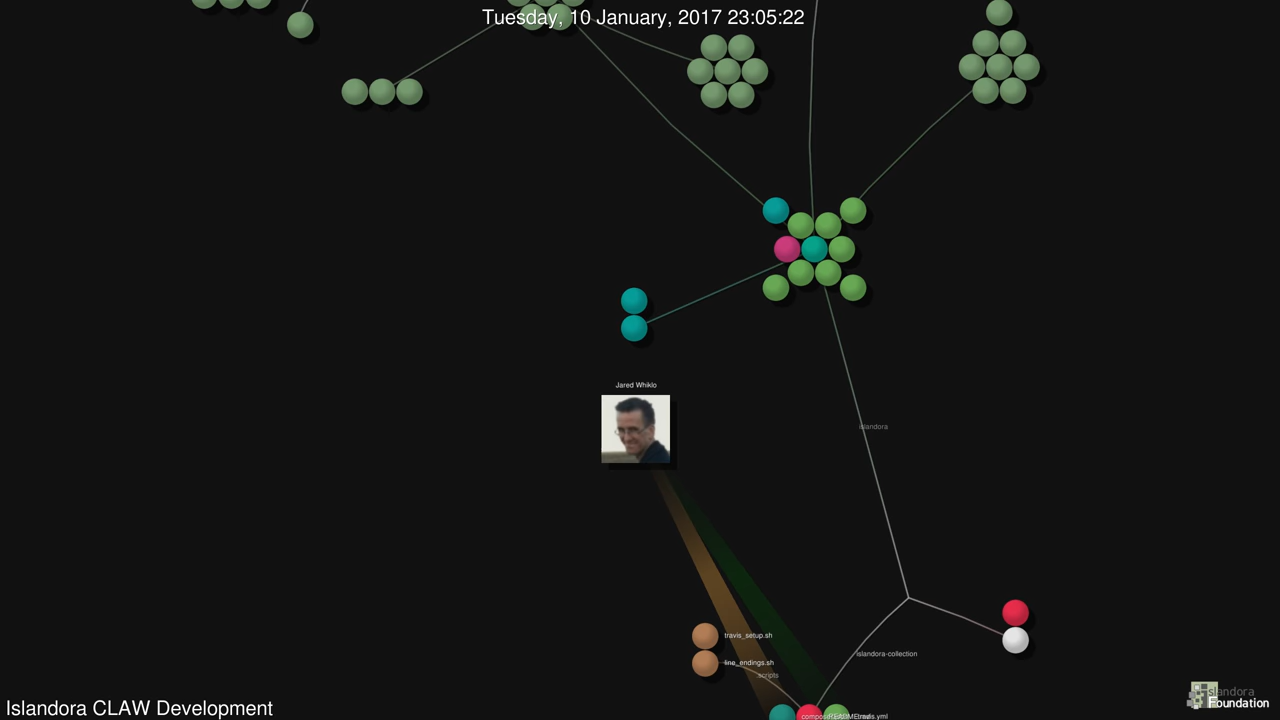 Tuesday, 10 January, 2017 23:05:22
Jared Whiklo
islandora
travis_setup.sh
islandora-collection
line_endings.sh
.scripts
islandora
Foundation
Islandora CLAW Development